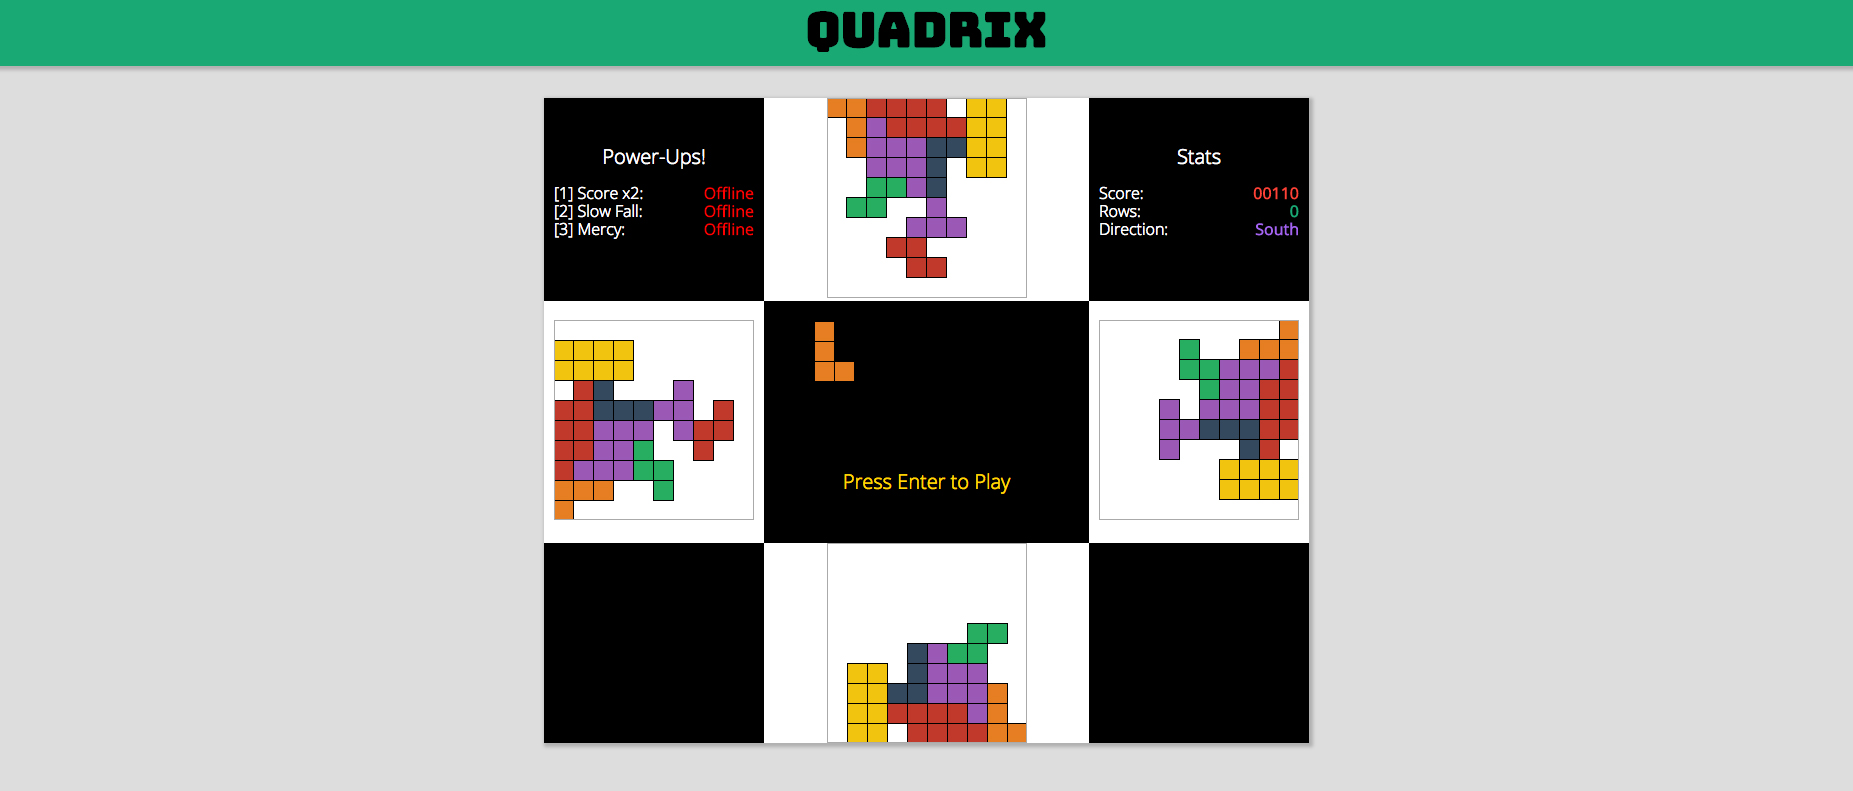 QUADRIX
Power-Ups!
[1] Score x2: Offline
[2] Slow Fall: Offline
[3] Mercy: Offline
Stats
Score: 00110
Rows: 0
Direction: South
Press Enter to Play